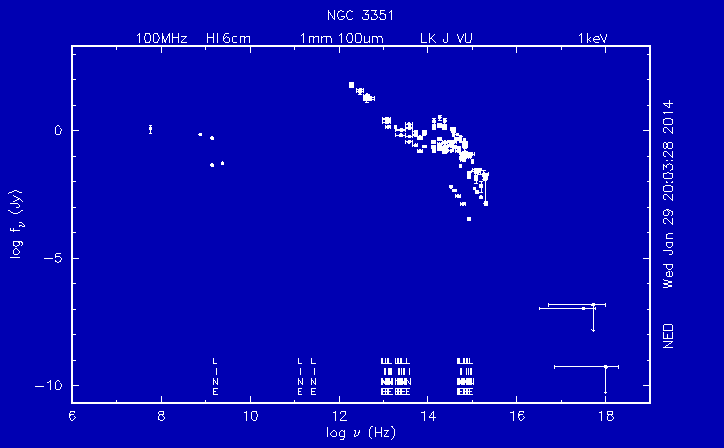 NGC 3351
100MHz HI 6cm 1mm 100um LK J VU 1keV
0
−5
−10
log fν (Jy)
LINE LINE LINE
6 8 10 12 14 16 18
log ν (Hz)
NED Wed Jan 29 20:03:28 2014